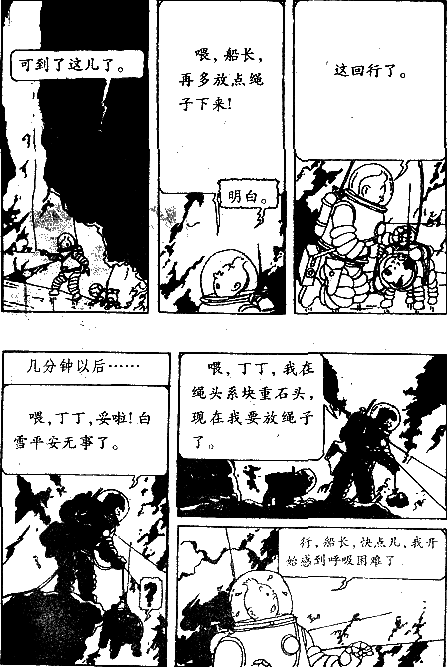 可到了这儿了。
喂，船长，
再多放点绳
子下来！
明白。
这回行了。
几分钟以后……
喂，丁丁，妥啦！白
雪平安无事了。
喂，丁丁，我在
绳头系块重石头，
现在我要放绳子
了。
？
行，船长，快点儿，我开
始感到呼吸困难了